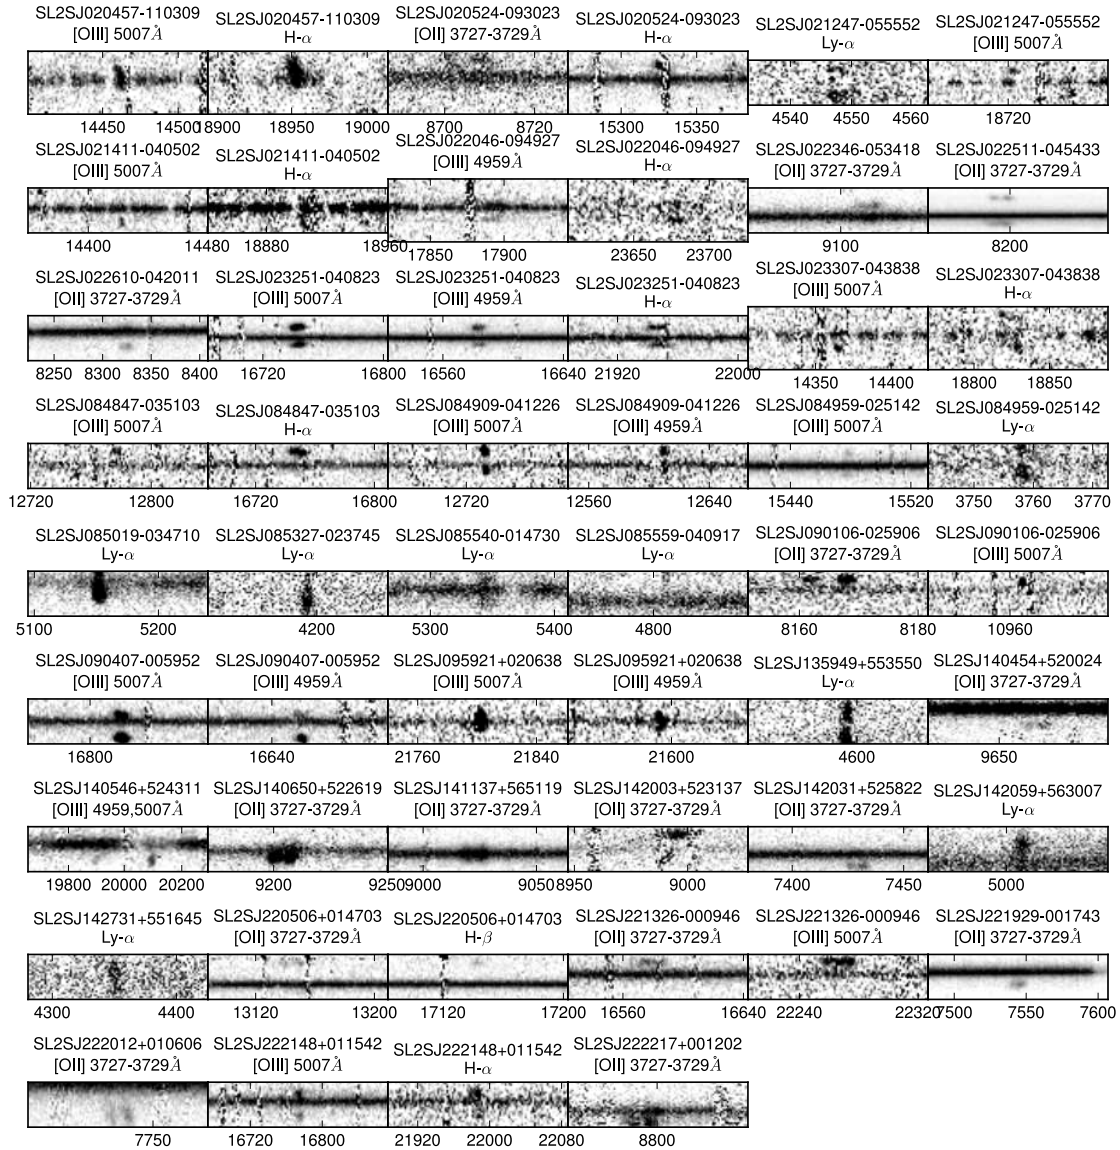 SL2SJ020457-110309 SL2SJ020457-110309 SL2SJ020524-093023 SL2SJ020524-093023 SL2SJ021247-055552 SL2SJ021247-055552
[OIII] 5007Å H-α [OII] 3727-3729Å H-α Ly-α [OIII] 5007Å
14450 14500 18900 18950 19000 8700 8720 15300 15350 4540 4550 4560 18720
SL2SJ021411-040502 SL2SJ021411-040502 SL2SJ022046-094927 SL2SJ022046-094927 SL2SJ022346-053418 SL2SJ022511-045433
[OIII] 5007Å H-α [OIII] 4959Å H-α [OII] 3727-3729Å [OII] 3727-3729Å
14400 14480 18880 18960 17850 17900 23650 23700 9100 8200
SL2SJ022610-042011 SL2SJ023251-040823 SL2SJ023251-040823 SL2SJ023251-040823 SL2SJ023307-043838 SL2SJ023307-043838
[OII] 3727-3729Å [OIII] 5007Å [OIII] 4959Å H-α [OIII] 5007Å H-α
8250 8300 8350 8400 16720 16800 16560 16640 21920 22000 14350 14400 18800 18850
SL2SJ084847-035103 SL2SJ084847-035103 SL2SJ084909-041226 SL2SJ084909-041226 SL2SJ084959-025142 SL2SJ084959-025142
[OIII] 5007Å H-α [OIII] 5007Å [OIII] 4959Å [OIII] 5007Å Ly-α
12720 12800 16720 16800 12720 12560 12640 15440 15520 3750 3760 3770
SL2SJ085019-034710 SL2SJ085327-023745 SL2SJ085540-014730 SL2SJ085559-040917 SL2SJ090106-025906 SL2SJ090106-025906
Ly-α Ly-α Ly-α Ly-α [OII] 3727-3729Å [OIII] 5007Å
5100 5200 4200 5300 5400 4800 8160 8180 10960
SL2SJ090407-005952 SL2SJ090407-005952 SL2SJ095921+020638 SL2SJ095921+020638 SL2SJ135949+553550 SL2SJ140454+520024
[OIII] 5007Å [OIII] 4959Å [OIII] 5007Å [OIII] 4959Å Ly-α [OII] 3727-3729Å
16800 16640 21760 21840 21600 4600 9650
SL2SJ140546+524311 SL2SJ140650+522619 SL2SJ141137+565119 SL2SJ142003+523137 SL2SJ142031+525822 SL2SJ142059+563007
[OIII] 4959,5007Å [OII] 3727-3729Å [OII] 3727-3729Å [OII] 3727-3729Å [OII] 3727-3729Å Ly-α
19800 20000 20200 9200 9250 9000 9050 8950 9000 7400 7450 5000
SL2SJ142731+551645 SL2SJ220506+014703 SL2SJ220506+014703 SL2SJ221326-000946 SL2SJ221326-000946 SL2SJ221929-001743
Ly-α [OII] 3727-3729Å H-β [OII] 3727-3729Å [OIII] 5007Å [OII] 3727-3729Å
4300 4400 13120 13200 17120 17200 16560 16640 22240 22320 7500 7550 7600
SL2SJ222012+010606 SL2SJ222148+011542 SL2SJ222148+011542 SL2SJ222217+001202
[OII] 3727-3729Å [OIII] 5007Å H-α [OII] 3727-3729Å
7750 16720 16800 21920 22000 22080 8800